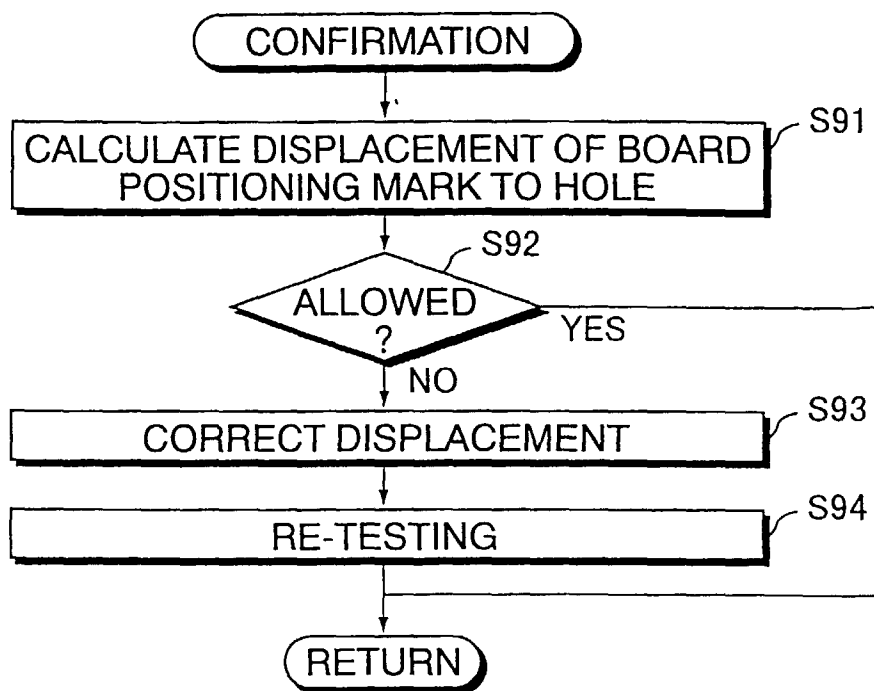 CONFIRMATION
S91
CALCULATE DISPLACEMENT OF BOARD
POSITIONING MARK TO HOLE
S92
ALLOWED
?
YES
NO
S93
CORRECT DISPLACEMENT
S94
RE-TESTING
RETURN